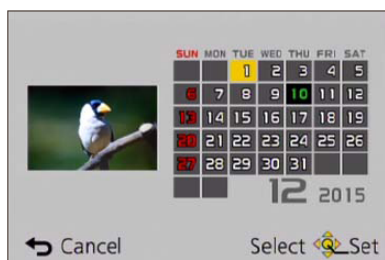 SUN MON TUE WED THU FRI SAT
1 2 3 4 5
6 7 8 9 10 11 12
13 14 15 16 17 18 19
20 21 22 23 24 25 26
27 28 29 30 31
12 2015
Cancel Select Set